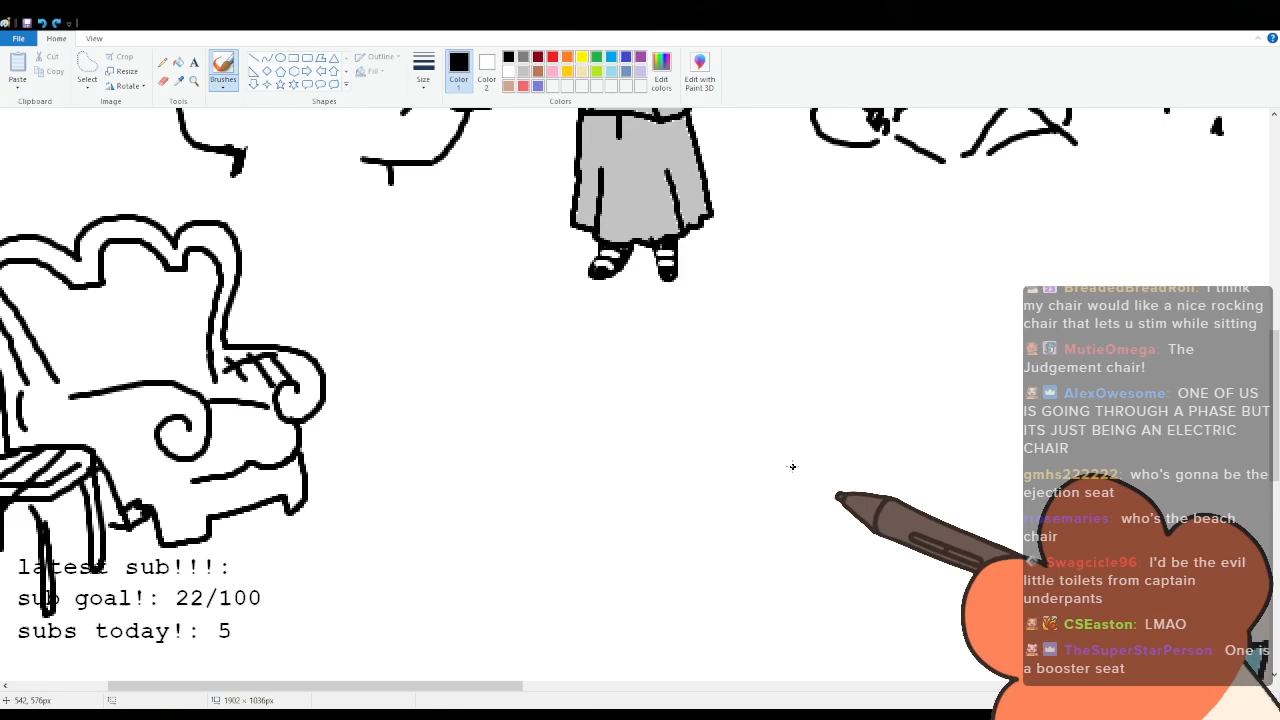 File Home View
Cut
Copy
Paste
Clipboard
Select
Crop
Resize
Rotate
Image
A
Tools
Brushes
Shapes
Outline
Fill
Size
Color
1
Color
2
Edit
colors
Colors
Edit with
Paint 3D
BreadedBreadRoll: I think
my chair would like a nice rocking
chair that lets u stim while sitting
MutieOmega: The
Judgement chair!
AlexOwesome: ONE OF US
IS GOING THROUGH A PHASE BUT
ITS JUST BEING AN ELECTRIC
CHAIR
gmhs222222: who's gonna be the
ejection seat
rosemaries: who's the beach
chair
Swagcicle96: I'd be the evil
little toilets from captain
underpants
CSEaston: LMAO
TheSuperStarPerson: One is
a booster seat
latest sub!!!:
sub goal!: 22/100
subs today!: 5
542, 576px
1902 × 1036px